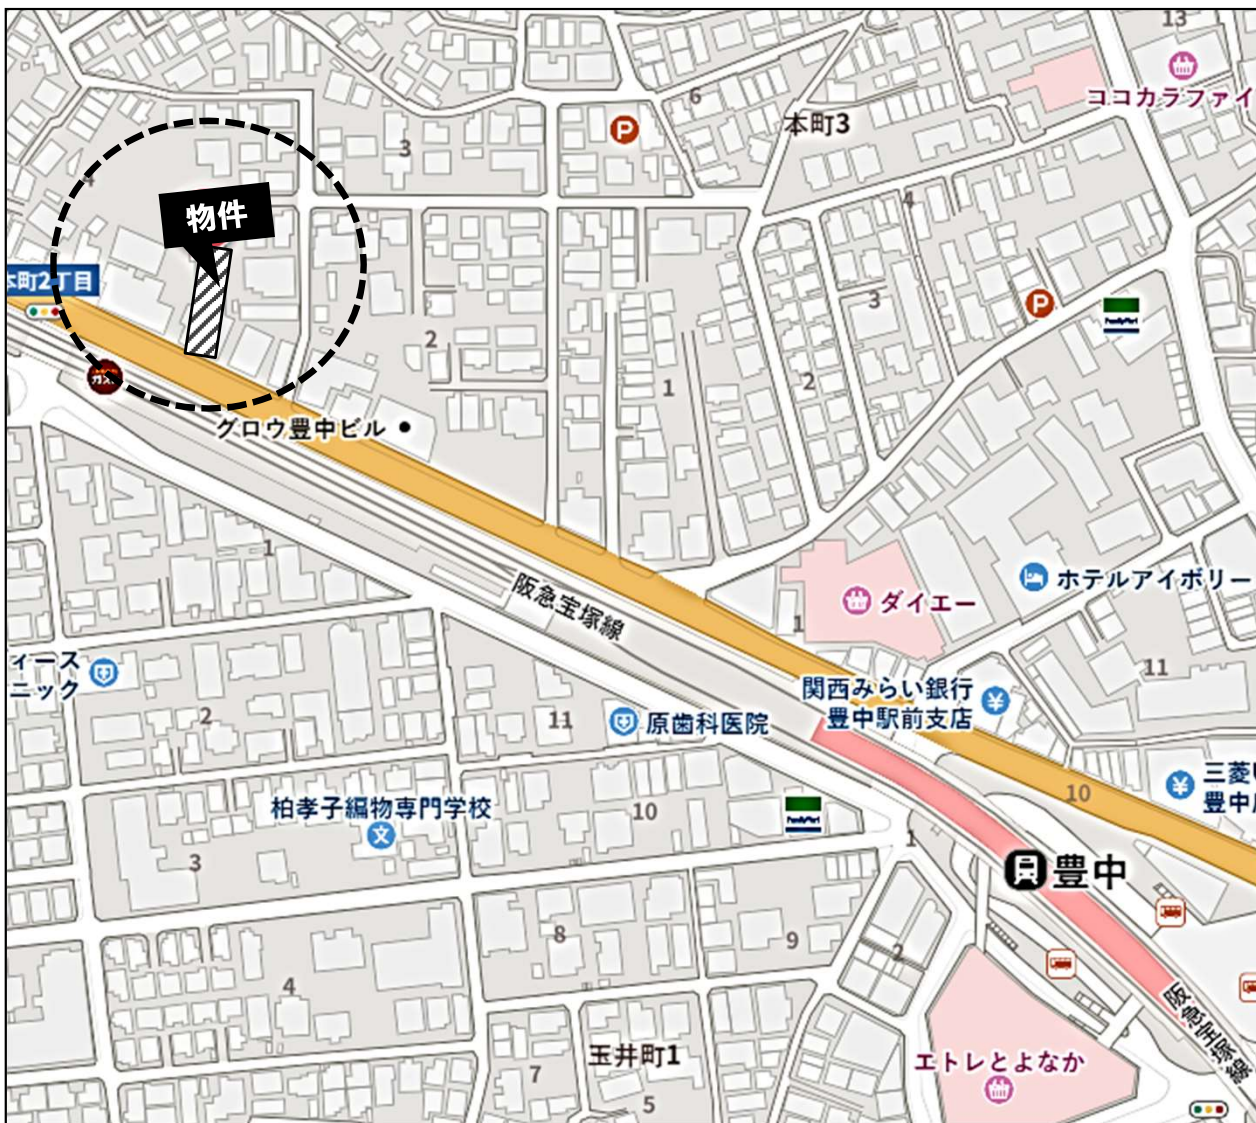 13
ココカラファイ
6
P
本町3
3
4
4
物件
本町2丁目
3
P
FamilyMart
2
1
2
グロウ豊中ビル
1
阪急宝塚線
ホテルアイボリー
ダイエー
1
ィース
ニック
11
関西みらい銀行
豊中駅前支店
2
11
原歯科医院
三菱U
豊中
10
柏孝子編物専門学校
文
10
FamilyMart
1
3
豊中
8
9
2
4
阪急宝塚線
玉井町1
エトレとよなか
7
5